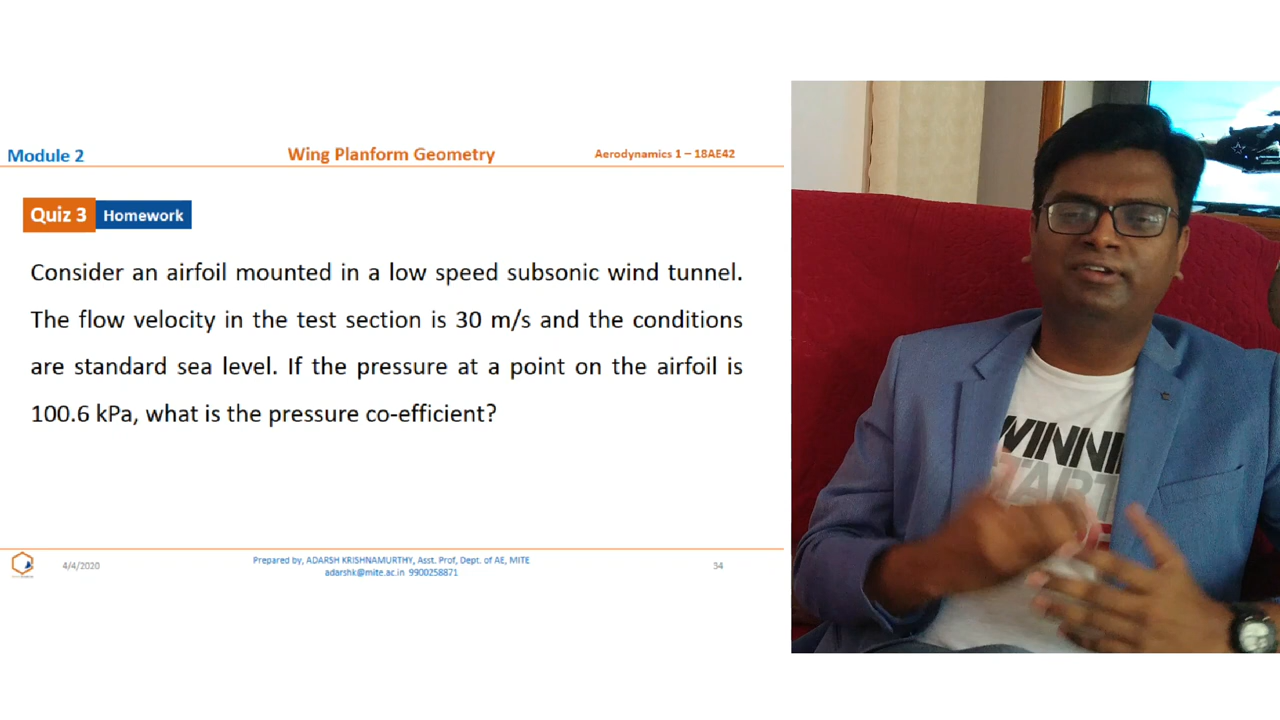 Module 2
Wing Planform Geometry
Aerodynamics 1 – 18AE42
Quiz 3 Homework
Consider an airfoil mounted in a low speed subsonic wind tunnel.
The flow velocity in the test section is 30 m/s and the conditions
are standard sea level. If the pressure at a point on the airfoil is
100.6 kPa, what is the pressure co-efficient?
4/4/2020
Prepared by, ADARSH KRISHNAMURTHY, Asst. Prof, Dept. of AE, MITE
adarshk@mite.ac.in 9900258871
34
WINNI
TART